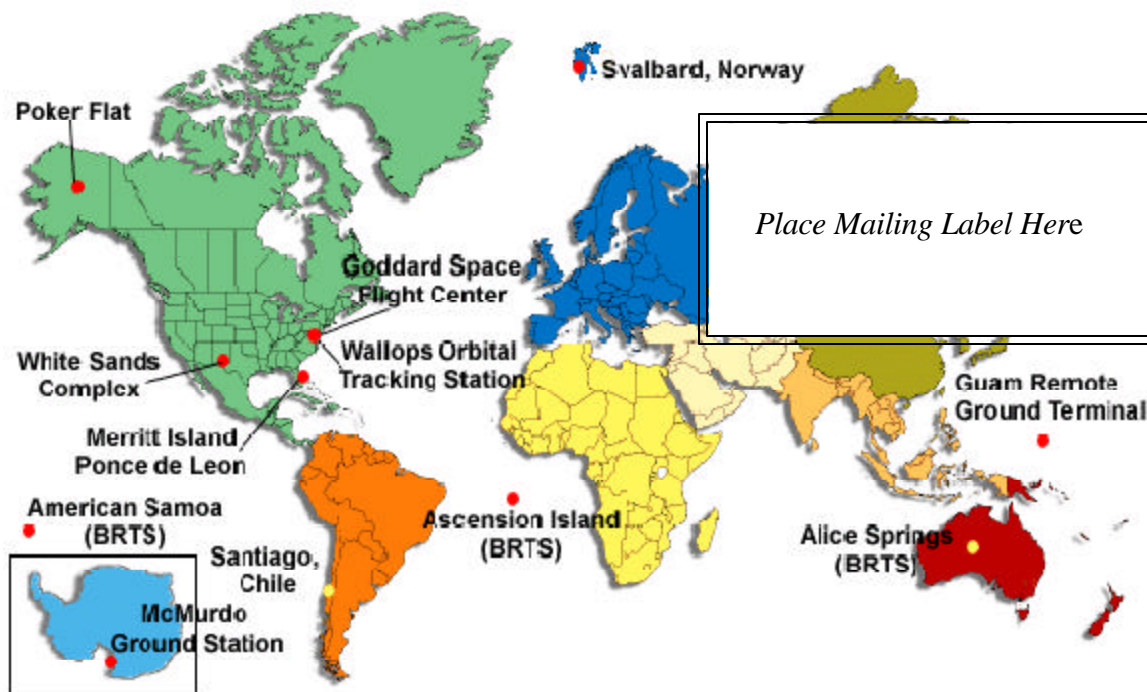 Svalbard, Norway
Poker Flat
Place Mailing Label Here
Goddard Space
Flight Center
White Sands
Complex
Wallops Orbital
Tracking Station
Guam Remote
Ground Terminal
Merritt Island
Ponce de Leon
American Samoa
(BRTS)
Ascension Island
(BRTS)
Alice Springs
(BRTS)
Santiago,
Chile
McMurdo
Ground Station